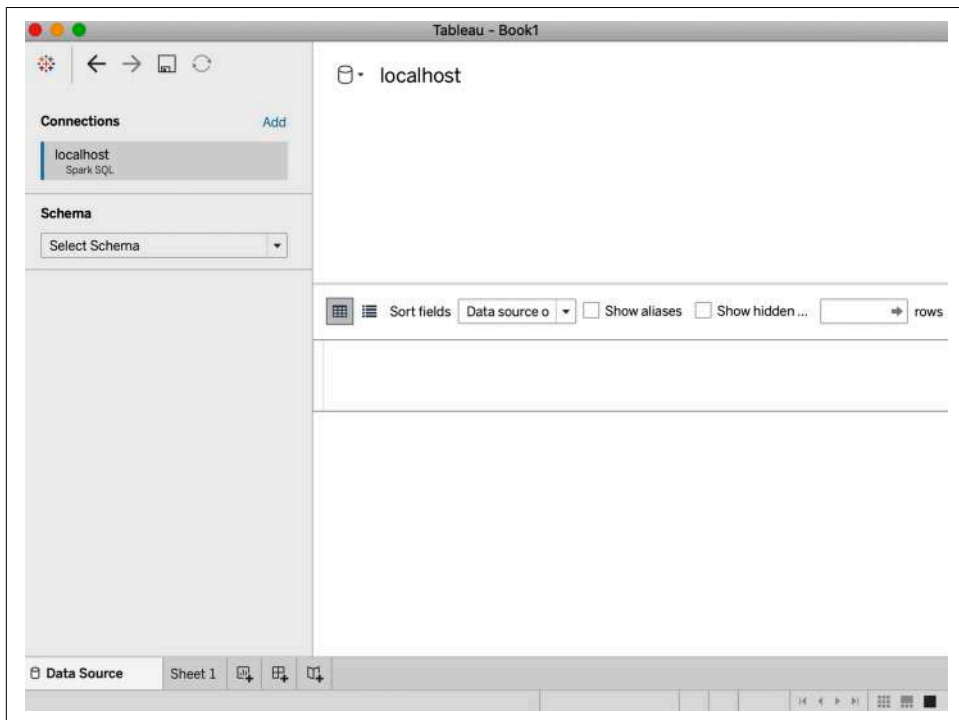 Tableau - Book1
localhost
Connections Add
localhost
Spark SQL
Schema
Select Schema
Sort fields Data source o Show aliases Show hidden ... rows
Data Source Sheet 1